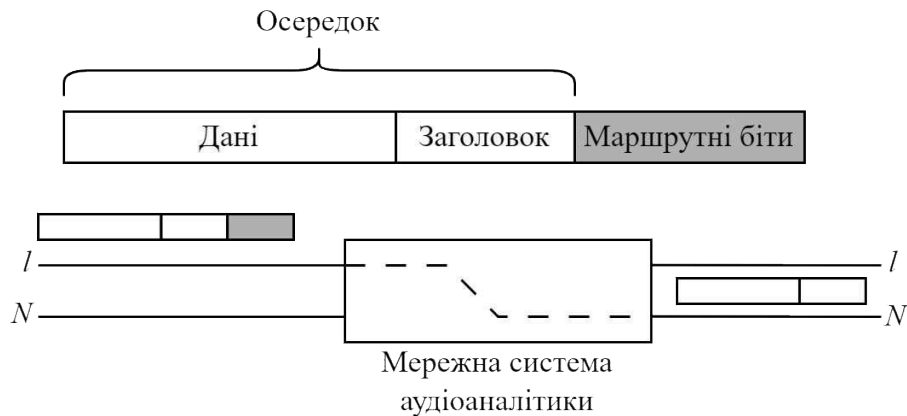 Осередок
Дані Заголовок Маршрутні біти
l l
N N
Мережна система
аудіоаналітики